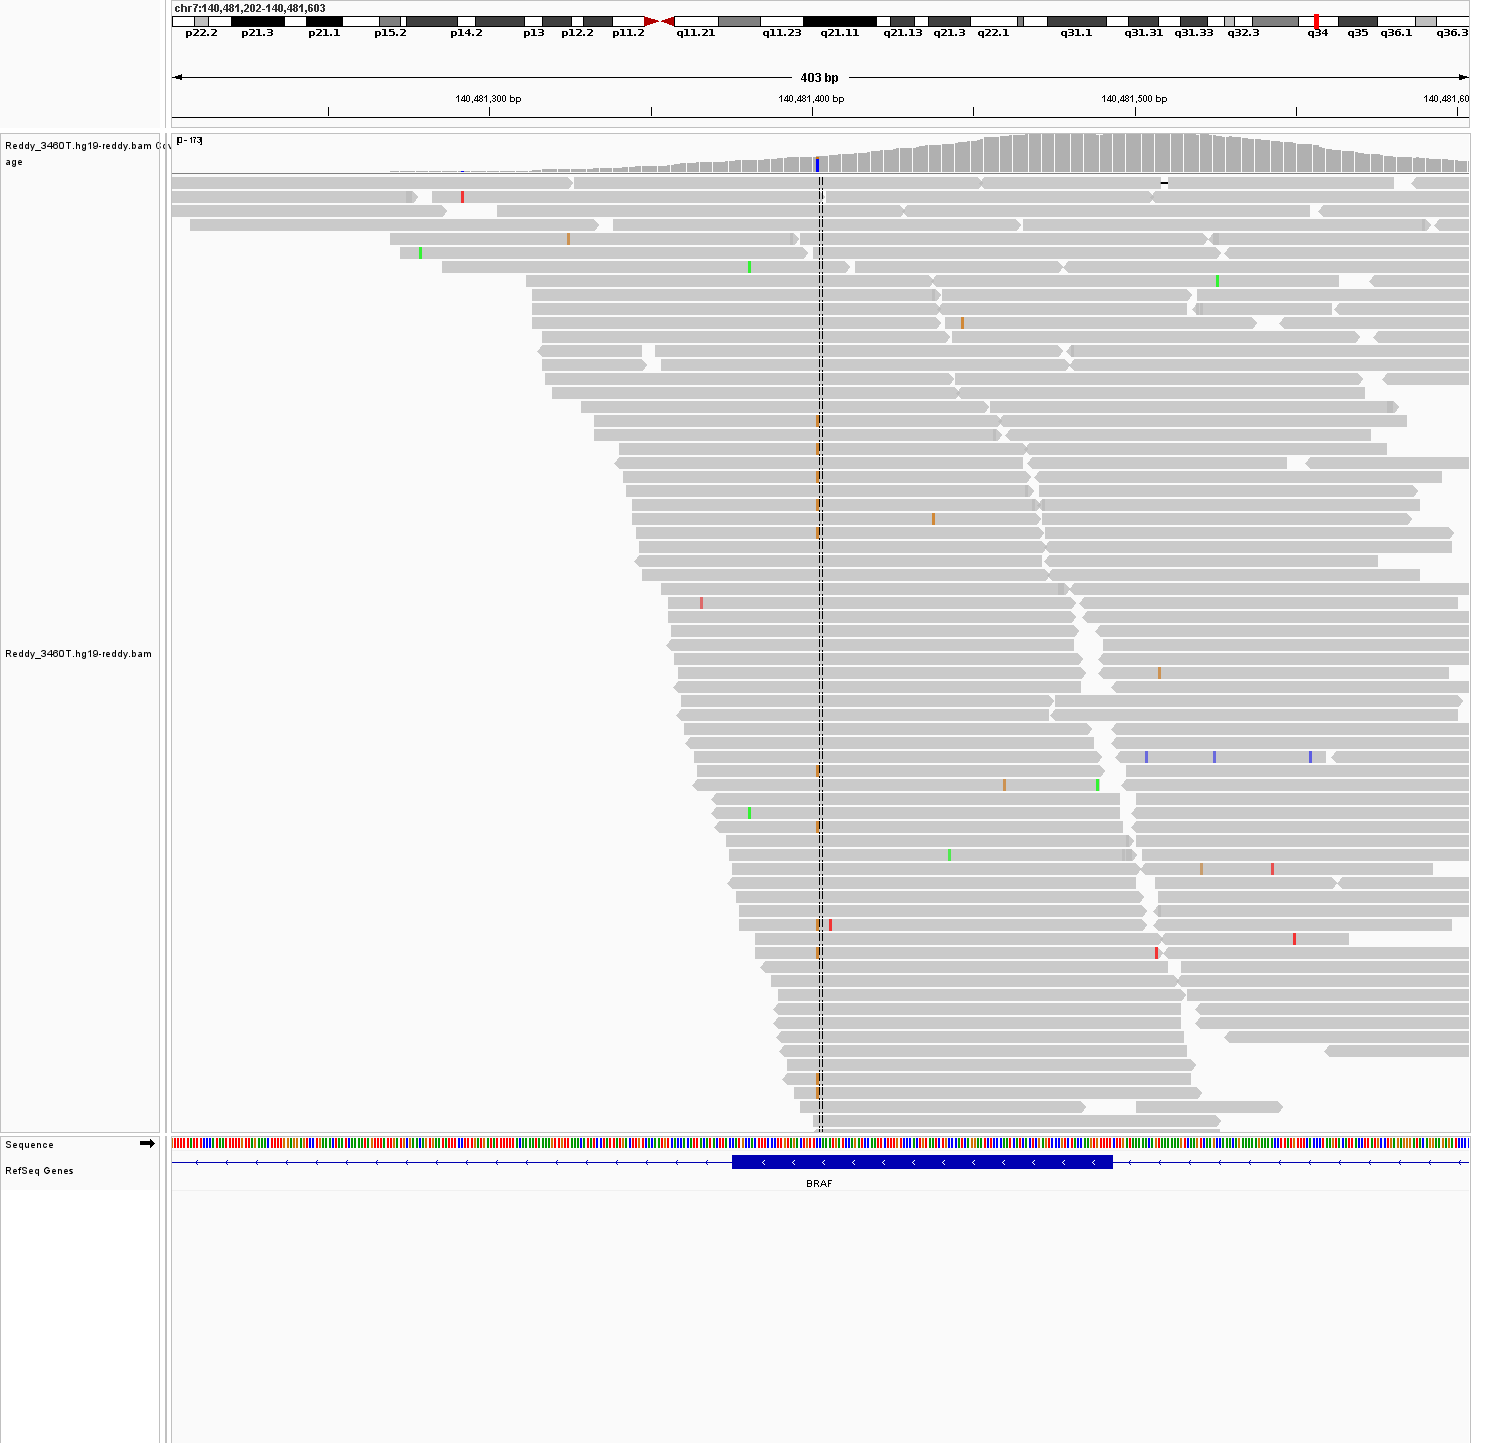 chr7:140,481,202-140,481,603
p22.2 p21.3 p21.1 p15.2 p14.2 p13 p12.2 p11.2 q11.21 q11.23 q21.11 q21.13 q21.3 q22.1 q31.1 q31.31 q31.33 q32.3 q34 q35 q36.1 q36.3
403 bp
140,481,300 bp 140,481,400 bp 140,481,500 bp 140,481,60
[0 - 173]
Reddy_3460T.hg19-reddy.bam Cov
age
Reddy_3460T.hg19-reddy.bam
Sequence
RefSeq Genes
BRAF